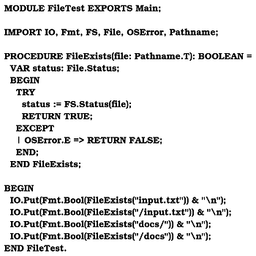 MODULE FileTest EXPORTS Main;

IMPORT IO, Fmt, FS, File, OSError, Pathname;

PROCEDURE FileExists(file: Pathname.T): BOOLEAN =
  VAR status: File.Status;
  BEGIN
    TRY
      status := FS.Status(file);
      RETURN TRUE;
    EXCEPT
    | OSError.E => RETURN FALSE;
    END;
  END FileExists;

BEGIN
  IO.Put(Fmt.Bool(FileExists("input.txt")) & "\n");
  IO.Put(Fmt.Bool(FileExists("/input.txt")) & "\n");
  IO.Put(Fmt.Bool(FileExists("docs/")) & "\n");
  IO.Put(Fmt.Bool(FileExists("/docs")) & "\n");
END FileTest.